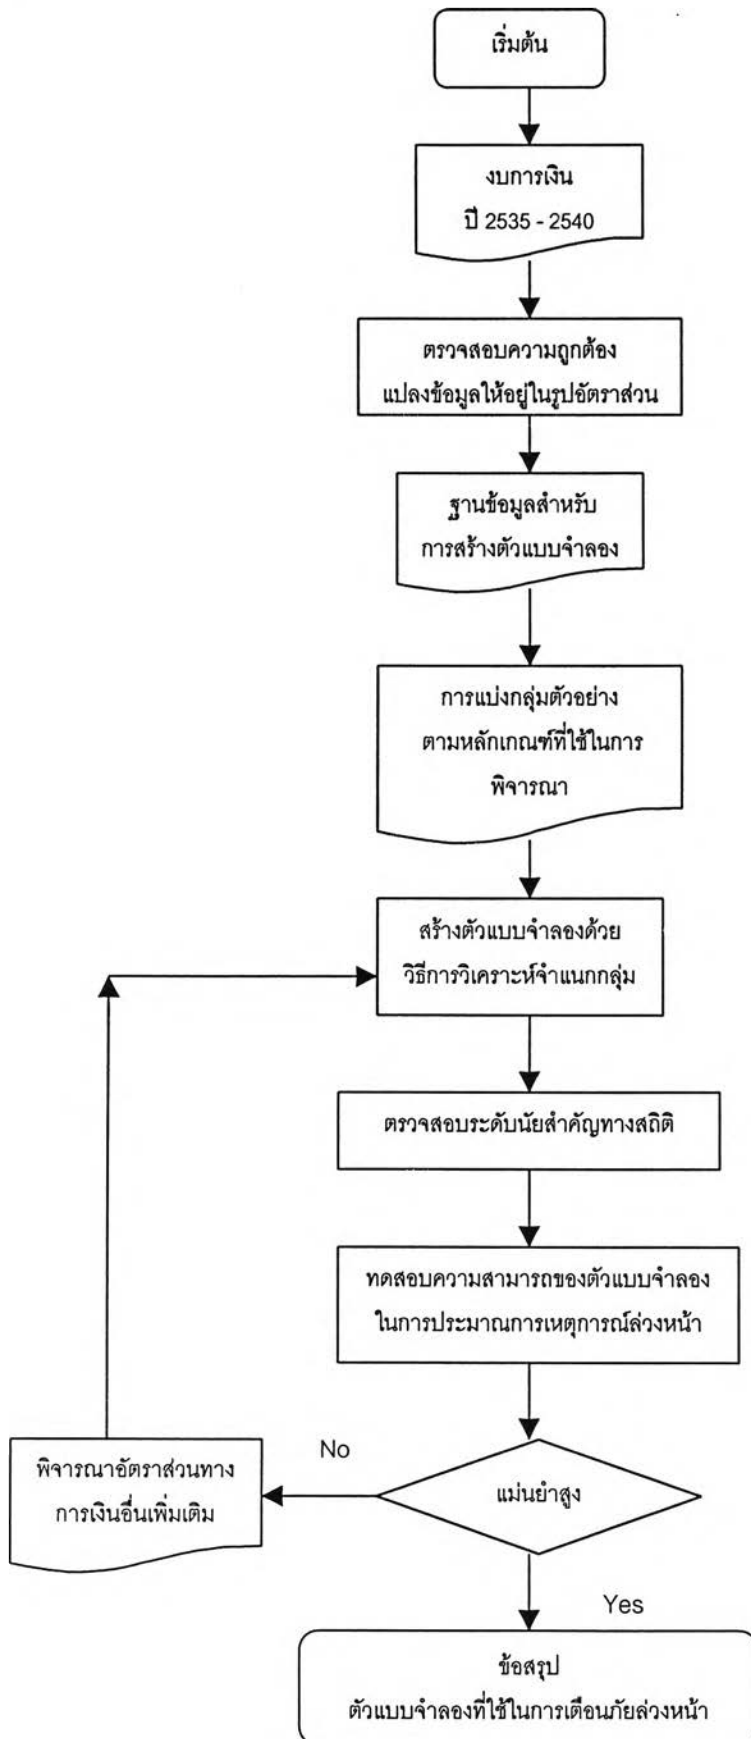 เริ่มต้น
งบการเงิน
ปี 2535 - 2540
ตรวจสอบความถูกต้อง
แปลงข้อมูลให้อยู่ในรูปอัตราส่วน
ฐานข้อมูลสำหรับ
การสร้างตัวแบบจำลอง
การแบ่งกลุ่มตัวอย่าง
ตามหลักเกณฑ์ที่ใช้ในการ
พิจารณา
สร้างตัวแบบจำลองด้วย
วิธีการวิเคราะห์จำแนกกลุ่ม
ตรวจสอบระดับนัยสำคัญทางสถิติ
ทดสอบความสามารถของตัวแบบจำลอง
ในการประมาณการเหตุการณ์ล่วงหน้า
แม่นยำสูง
No
พิจารณาอัตราส่วนทาง
การเงินอื่นเพิ่มเติม
Yes
ข้อสรุป
ตัวแบบจำลองที่ใช้ในการเตือนภัยล่วงหน้า